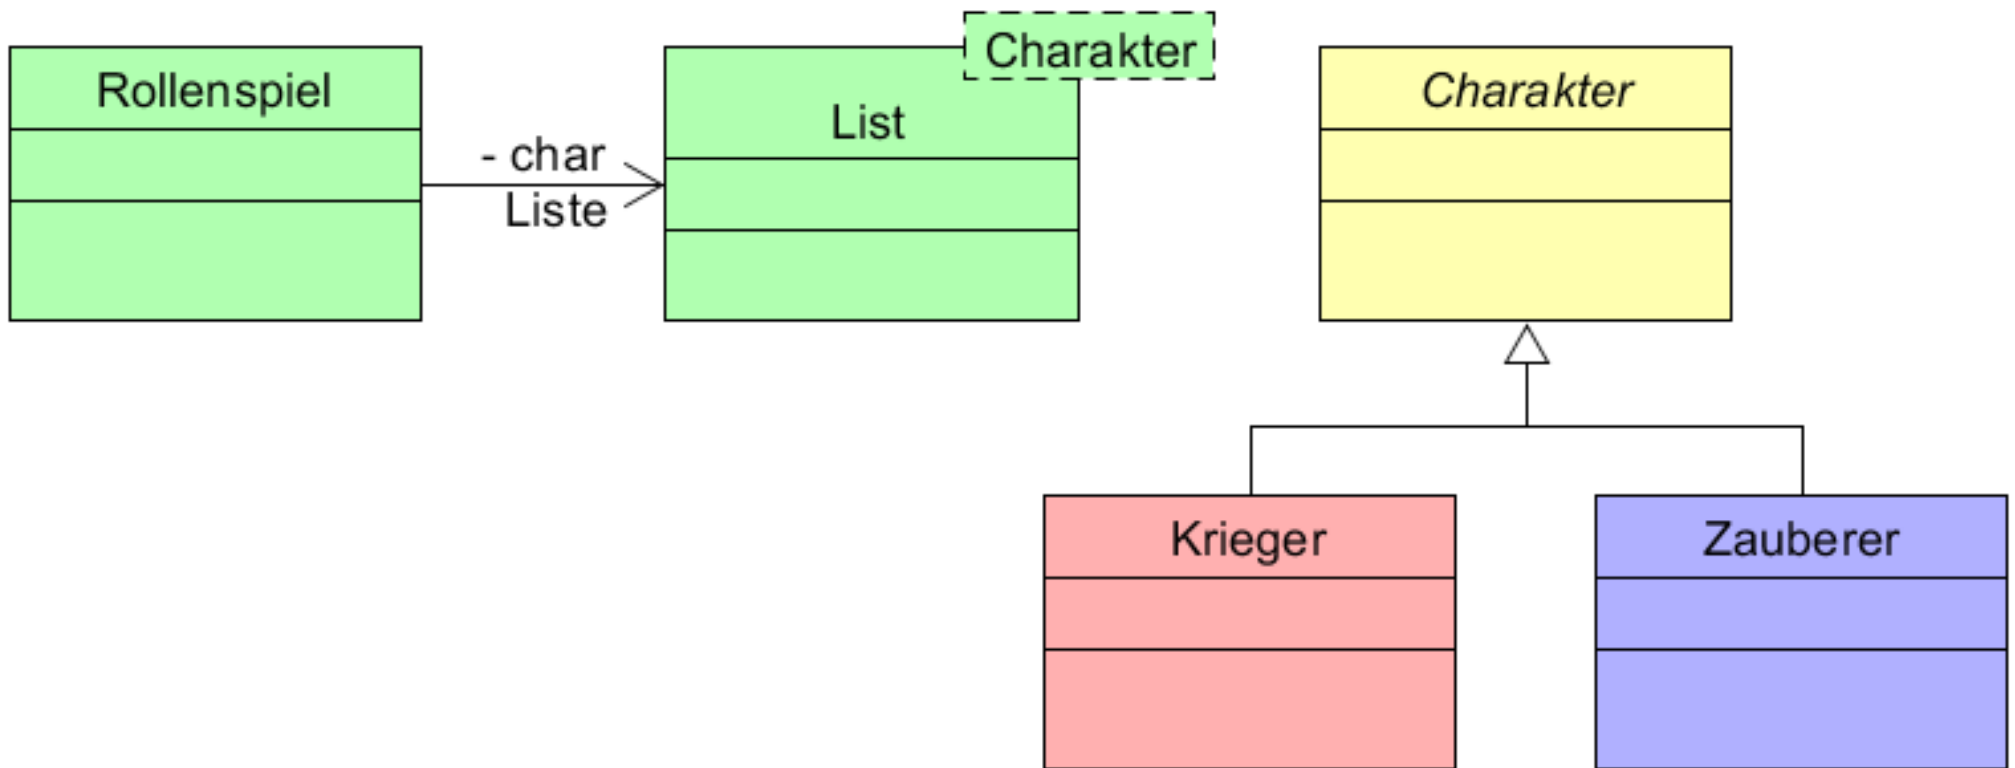 Rollenspiel
- char
Liste
Charakter
List
Charakter
Krieger
Zauberer